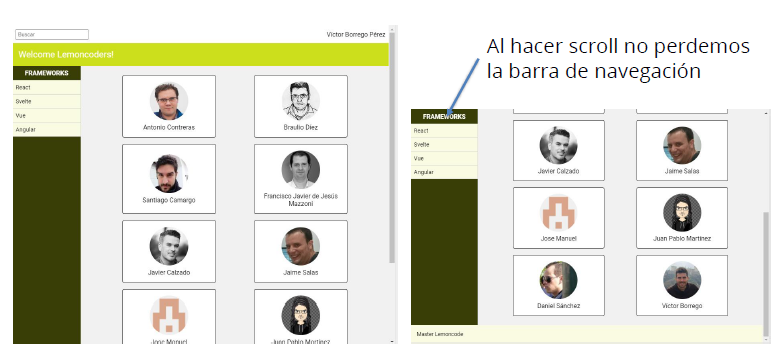 Buscar
Víctor Borrego Pérez
Welcome Lemoncoders!
FRAMEWORKS
React
Svelte
Vue
Angular
Antonio Contreras
Braulio Díez
Santiago Camargo
Francisco Javier de Jesús
Mazzoni
Javier Calzado
Jaime Salas
Jose Manuel
Juan Pablo Martínez
Al hacer scroll no perdemos
la barra de navegación
FRAMEWORKS
React
Svelte
Vue
Angular
Javier Calzado
Jaime Salas
Jose Manuel
Juan Pablo Martínez
Daniel Sánchez
Víctor Borrego
Master Lemoncode